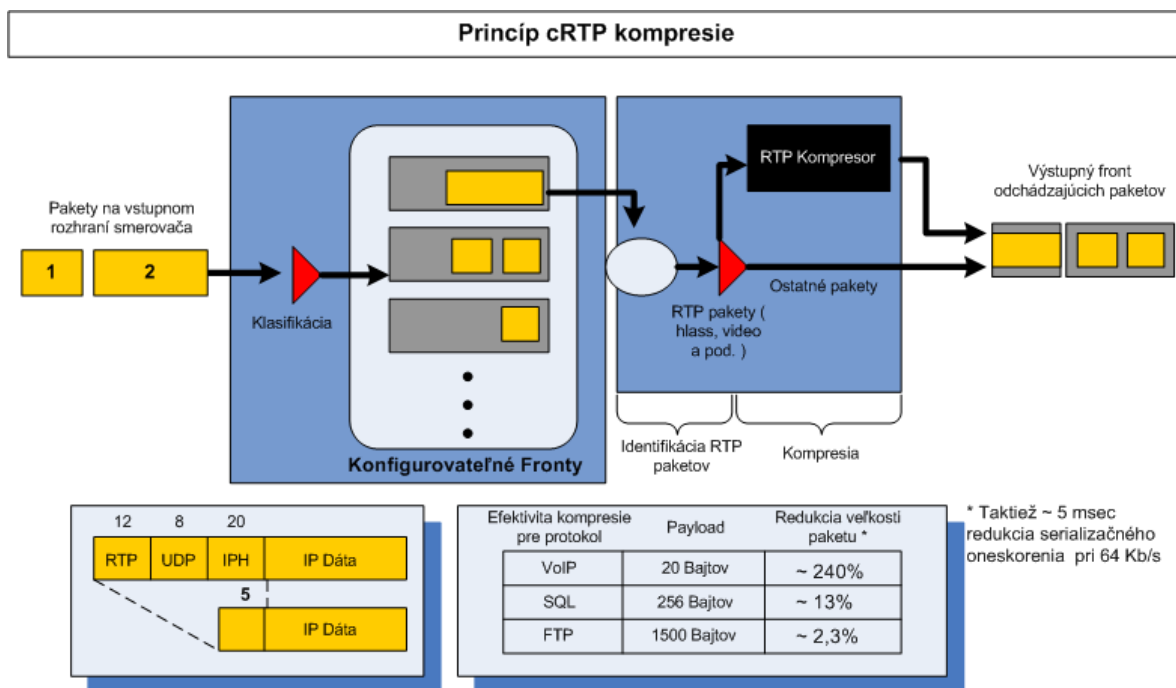 Princíp cRTP kompresie
Pakety na vstupnom
rozhraní smerovača
1
2
Klasifikácia
Konfigurovateľné Fronty
RTP Kompresor
Ostatné pakety
RTP pakety (
hlass, video
a pod. )
Identifikácia RTP
paketov
Kompresia
Výstupný front
odchádzajúcich paketov
12 8 20
RTP UDP IPH IP Dáta
5
IP Dáta
Efektivita kompresie
pre protokol
Payload
Redukcia veľkosti
paketu *
VoIP 20 Bajtov ~ 240%
SQL 256 Bajtov ~ 13%
FTP 1500 Bajtov ~ 2,3%
* Taktiež ~ 5 msec
redukcia serializačného
oneskorenia pri 64 Kb/s